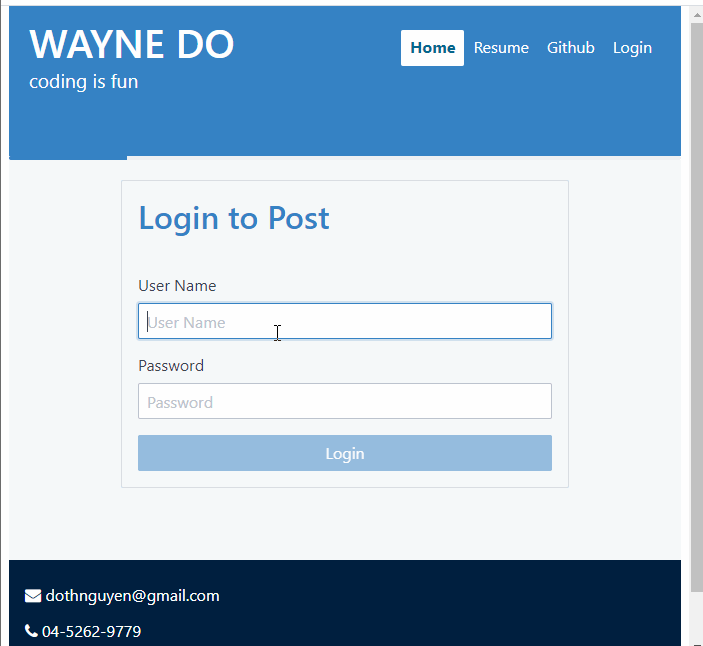 WAYNE DO
coding is fun
Home Resume Github Login
Login to Post
User Name
User Name
Password
Password
Login
dothnguyen@gmail.com
04-5262-9779